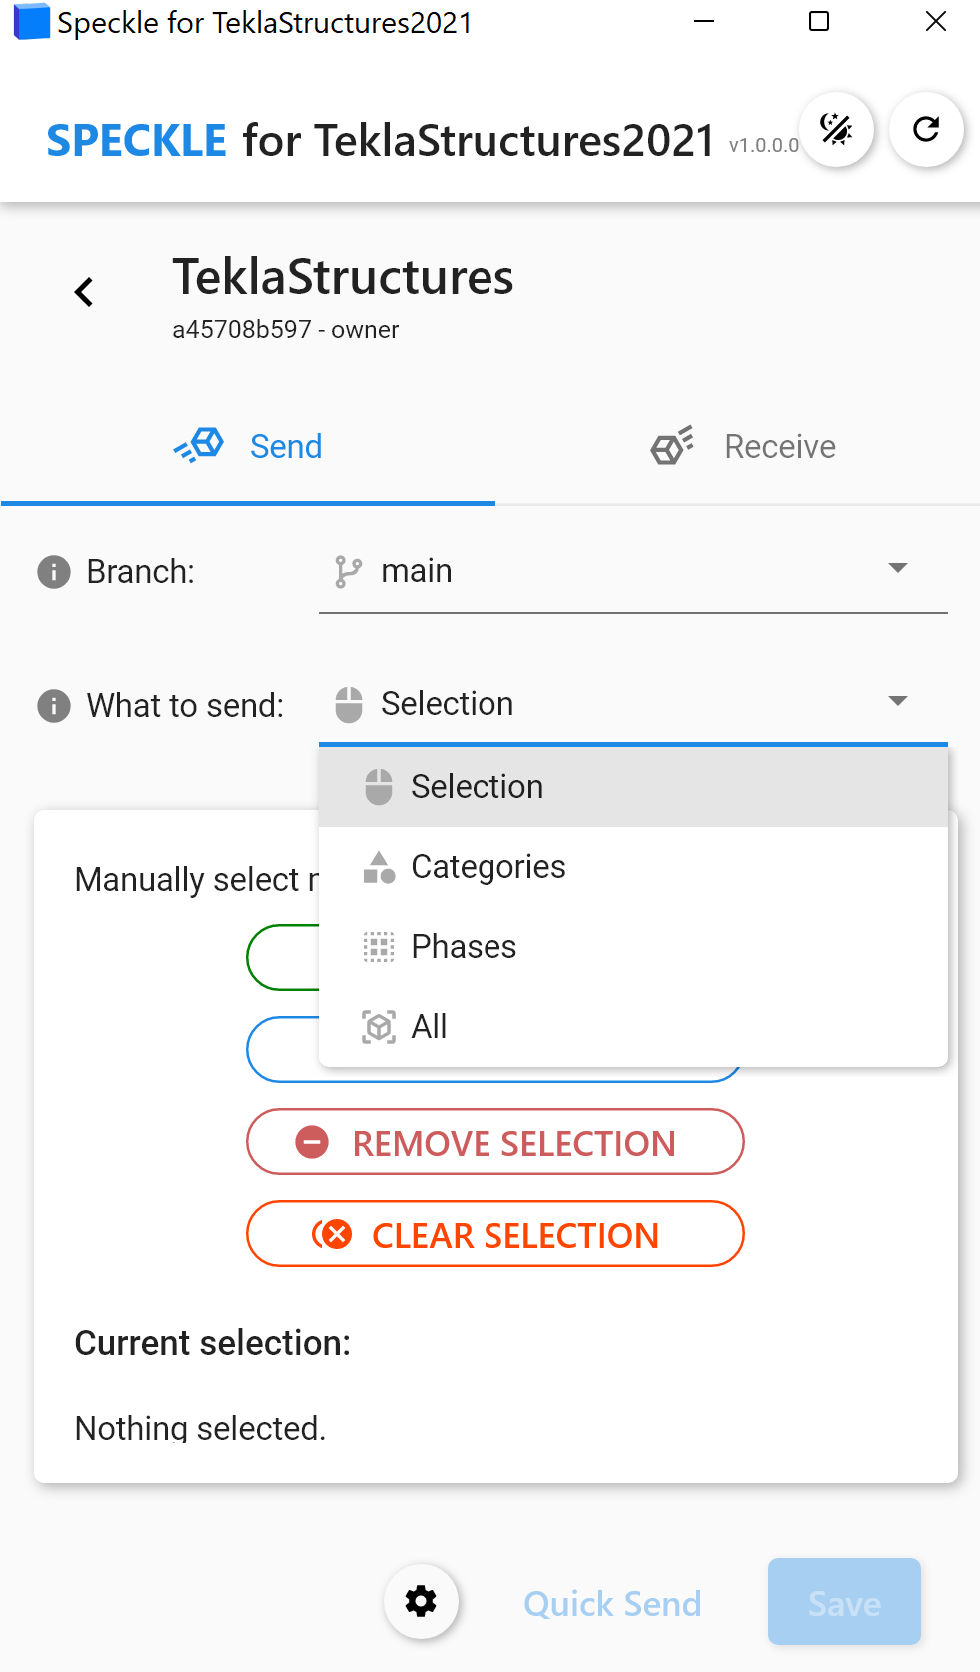 Speckle for TeklaStructures2021
SPECKLE for TeklaStructures2021 v1.0.0.0
TeklaStructures
a45708b597 - owner
Send
Receive
Branch:
main
What to send:
Selection
Selection
Categories
Phases
All
Manually select
REMOVE SELECTION
CLEAR SELECTION
Current selection:
Nothing selected.
Quick Send
Save